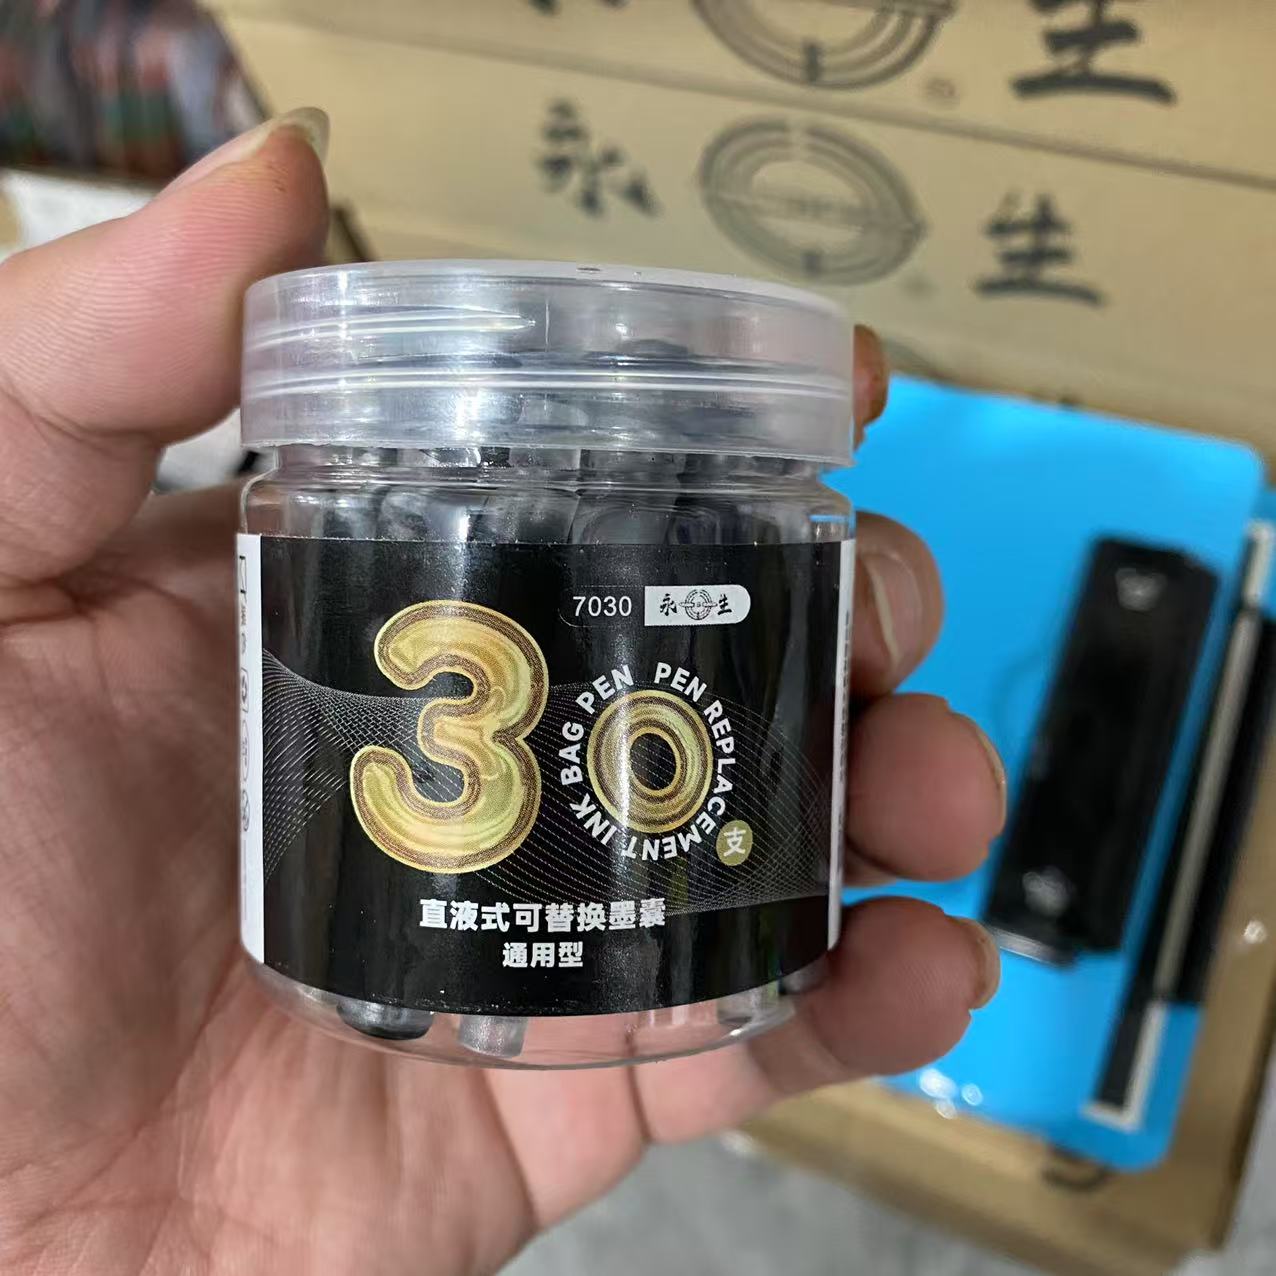 永 生
永 生
7030 永 生
30
INK BAG PEN PEN REPLACEMENT
支
直液式可替换墨囊
通用型